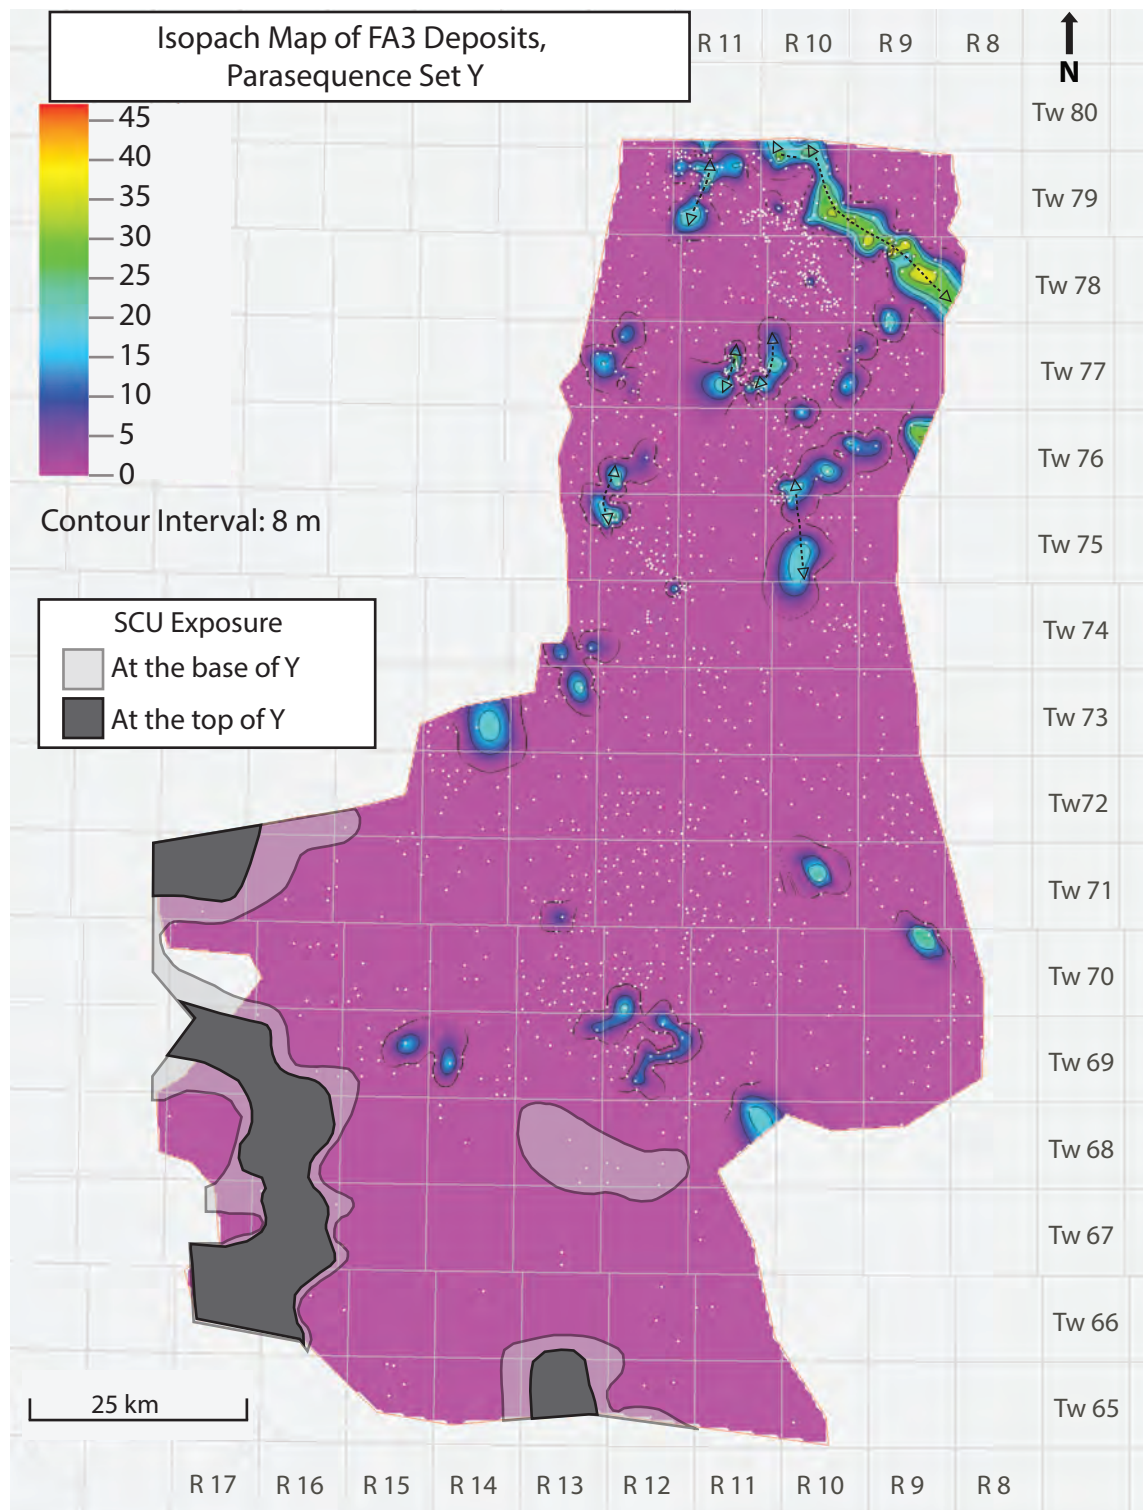 Isopach Map of FA3 Deposits,
Parasequence Set Y
R 11 R 10 R 9 R 8
N
45
40
35
30
25
20
15
10
5
0
Contour Interval: 8 m
SCU Exposure
At the base of Y
At the top of Y
Tw 80
Tw 79
Tw 78
Tw 77
Tw 76
Tw 75
Tw 74
Tw 73
Tw72
Tw 71
Tw 70
Tw 69
Tw 68
Tw 67
Tw 66
Tw 65
25 km
R 17 R 16 R 15 R 14 R 13 R 12 R 11 R 10 R 9 R 8